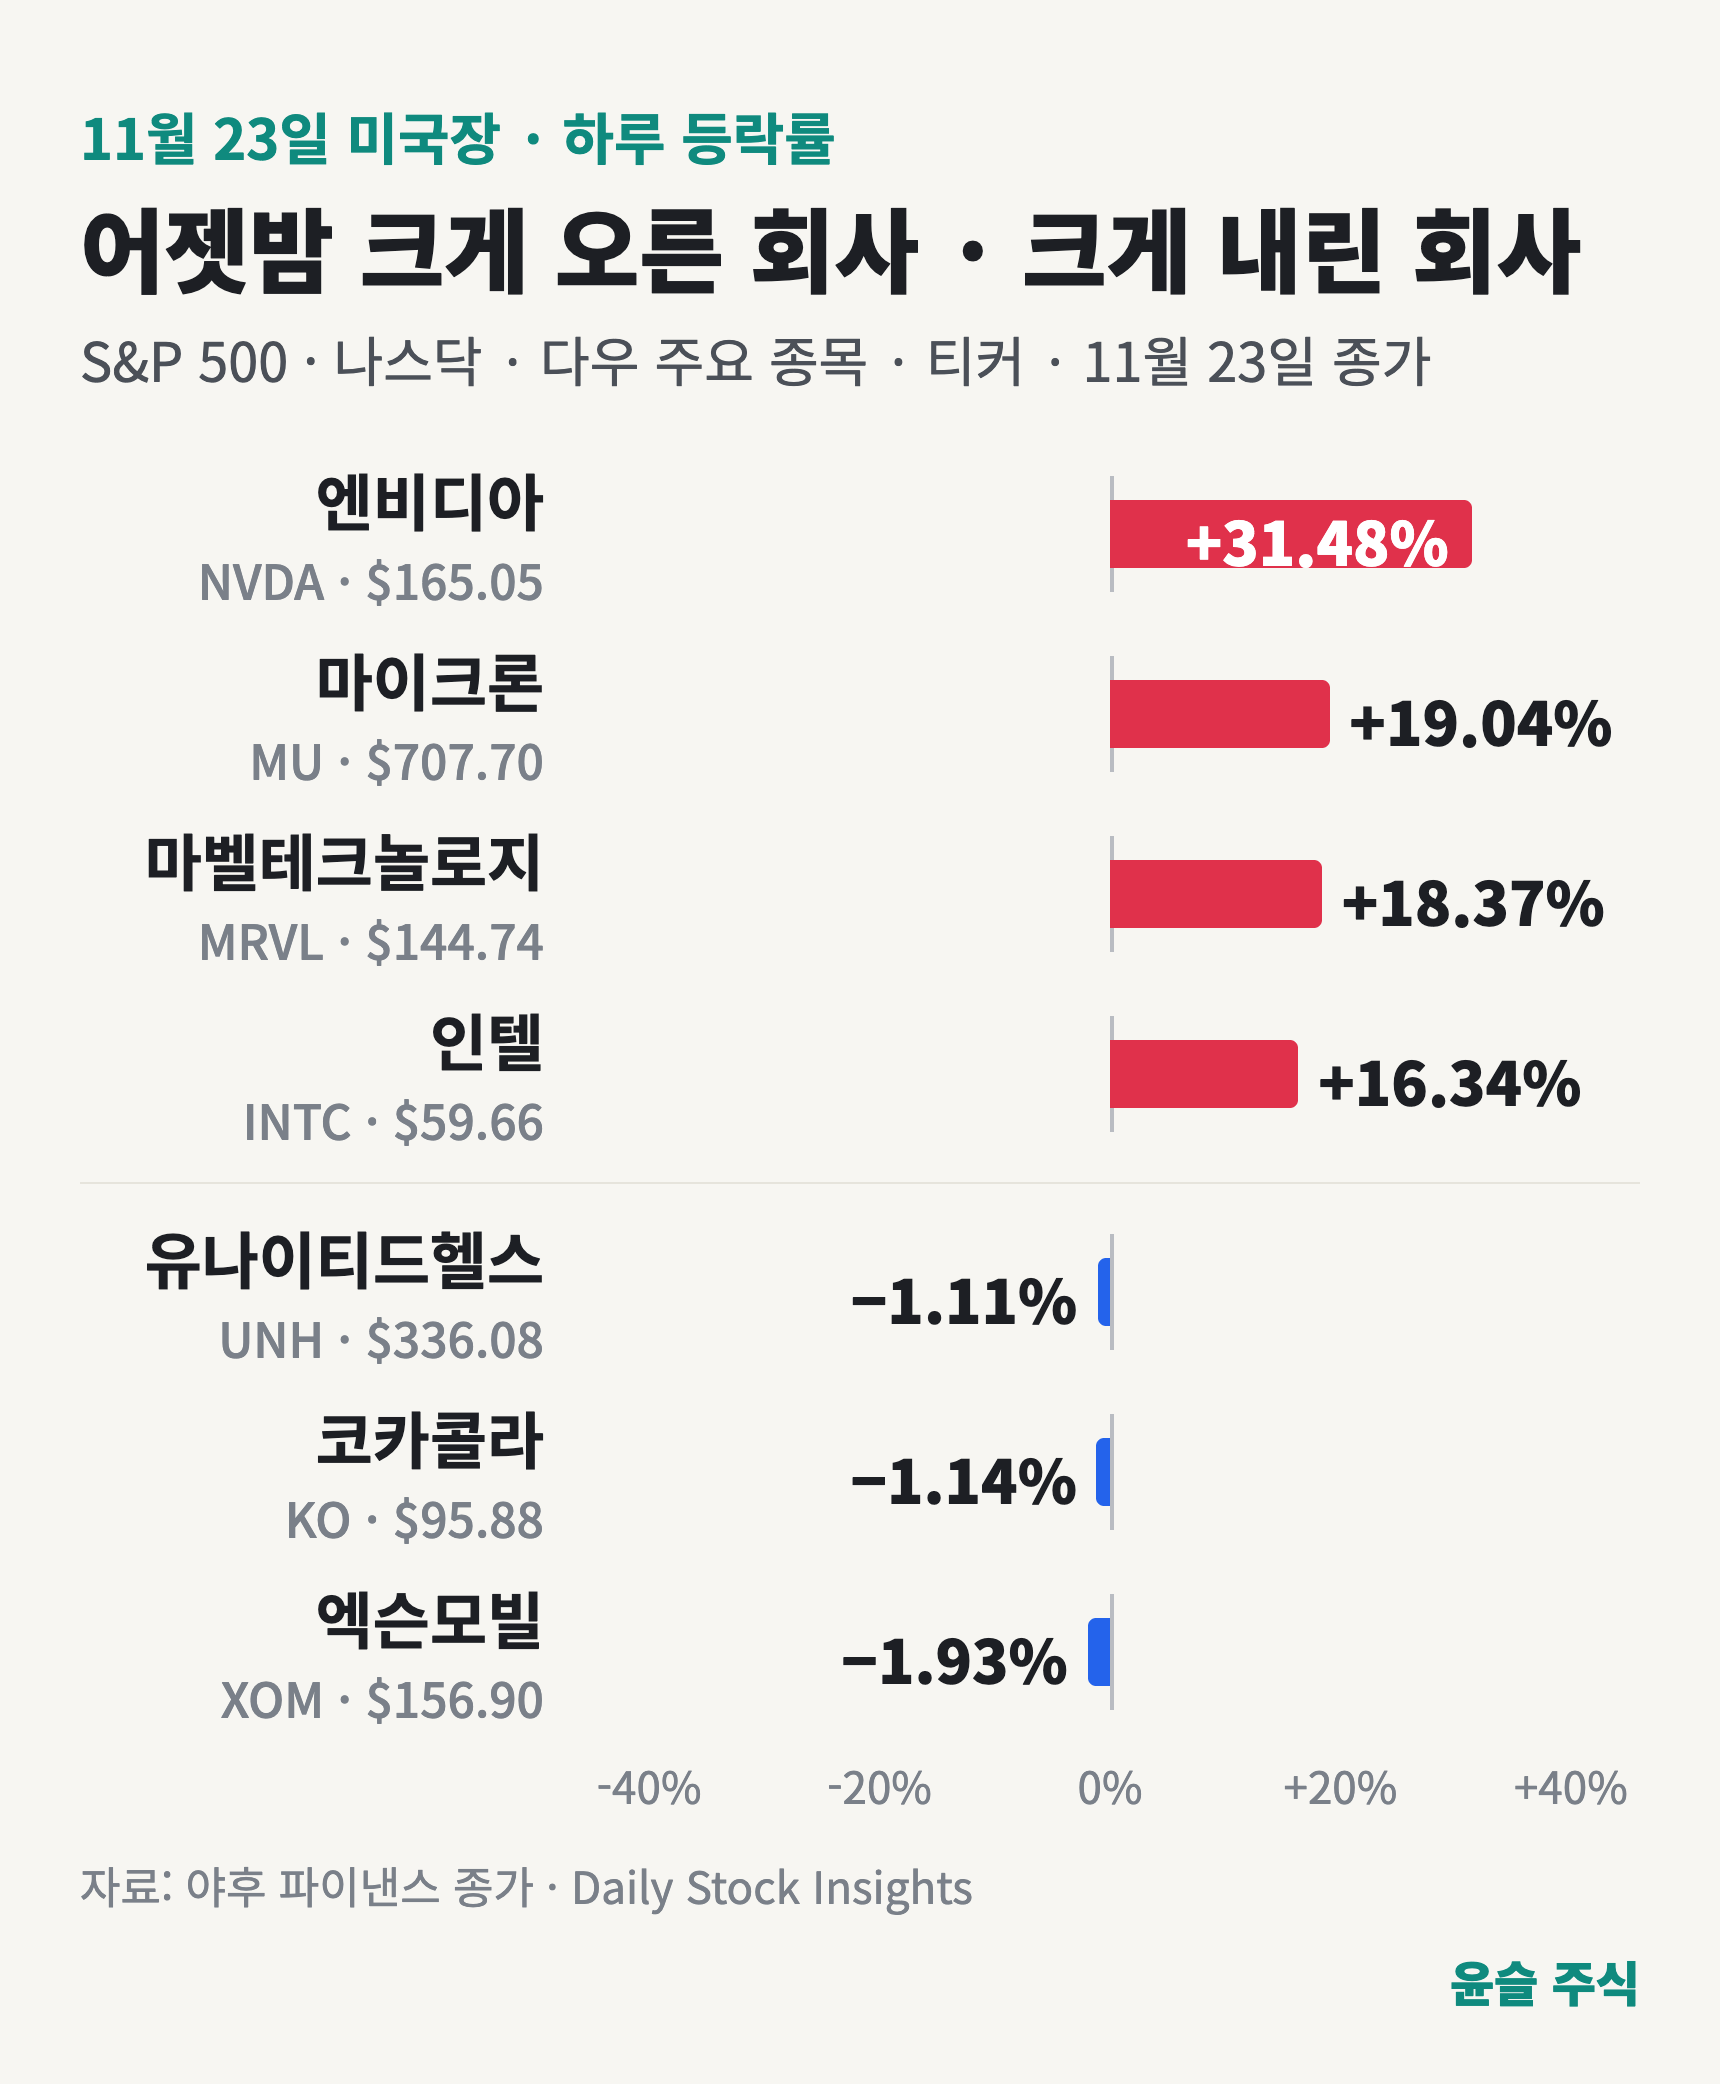 11월 23일 미국장 · 하루 등락률
어젯밤 크게 오른 회사 · 크게 내린 회사
S&P 500 · 나스닥 · 다우 주요 종목 · 티커 · 11월 23일 종가
엔비디아
NVDA · $165.05
+31.48%
마이크론
MU · $707.70
+19.04%
마벨테크놀로지
MRVL · $144.74
+18.37%
인텔
INTC · $59.66
+16.34%
유나이티드헬스
UNH · $336.08
−1.11%
코카콜라
KO · $95.88
−1.14%
엑슨모빌
XOM · $156.90
−1.93%
-40% -20% 0% +20% +40%
자료: 야후 파이낸스 종가 · Daily Stock Insights
윤슬 주식